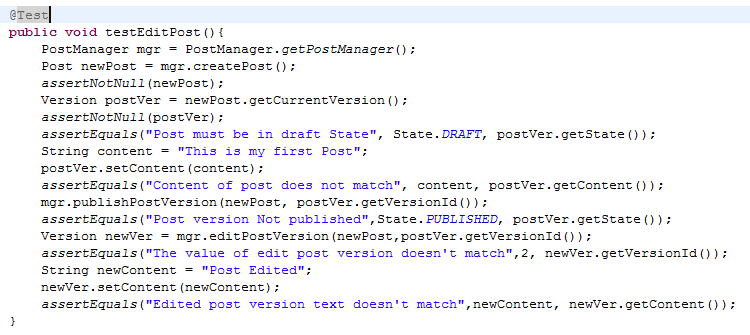 @Test
public void testEditPost(){
    PostManager mgr = PostManager.getPostManager();
    Post newPost = mgr.createPost();
    assertNotNull(newPost);
    Version postVer = newPost.getCurrentVersion();
    assertNotNull(postVer);
    assertEquals("Post must be in draft State", State.DRAFT, postVer.getState());
    String content = "This is my first Post";
    postVer.setContent(content);
    assertEquals("Content of post does not match", content, postVer.getContent());
    mgr.publishPostVersion(newPost, postVer.getVersionId());
    assertEquals("Post version Not published",State.PUBLISHED, postVer.getState());
    Version newVer = mgr.editPostVersion(newPost,postVer.getVersionId());
    assertEquals("The value of edit post version doesn't match",2, newVer.getVersionId());
    String newContent = "Post Edited";
    newVer.setContent(newContent);
    assertEquals("Edited post version text doesn't match",newContent, newVer.getContent());
}